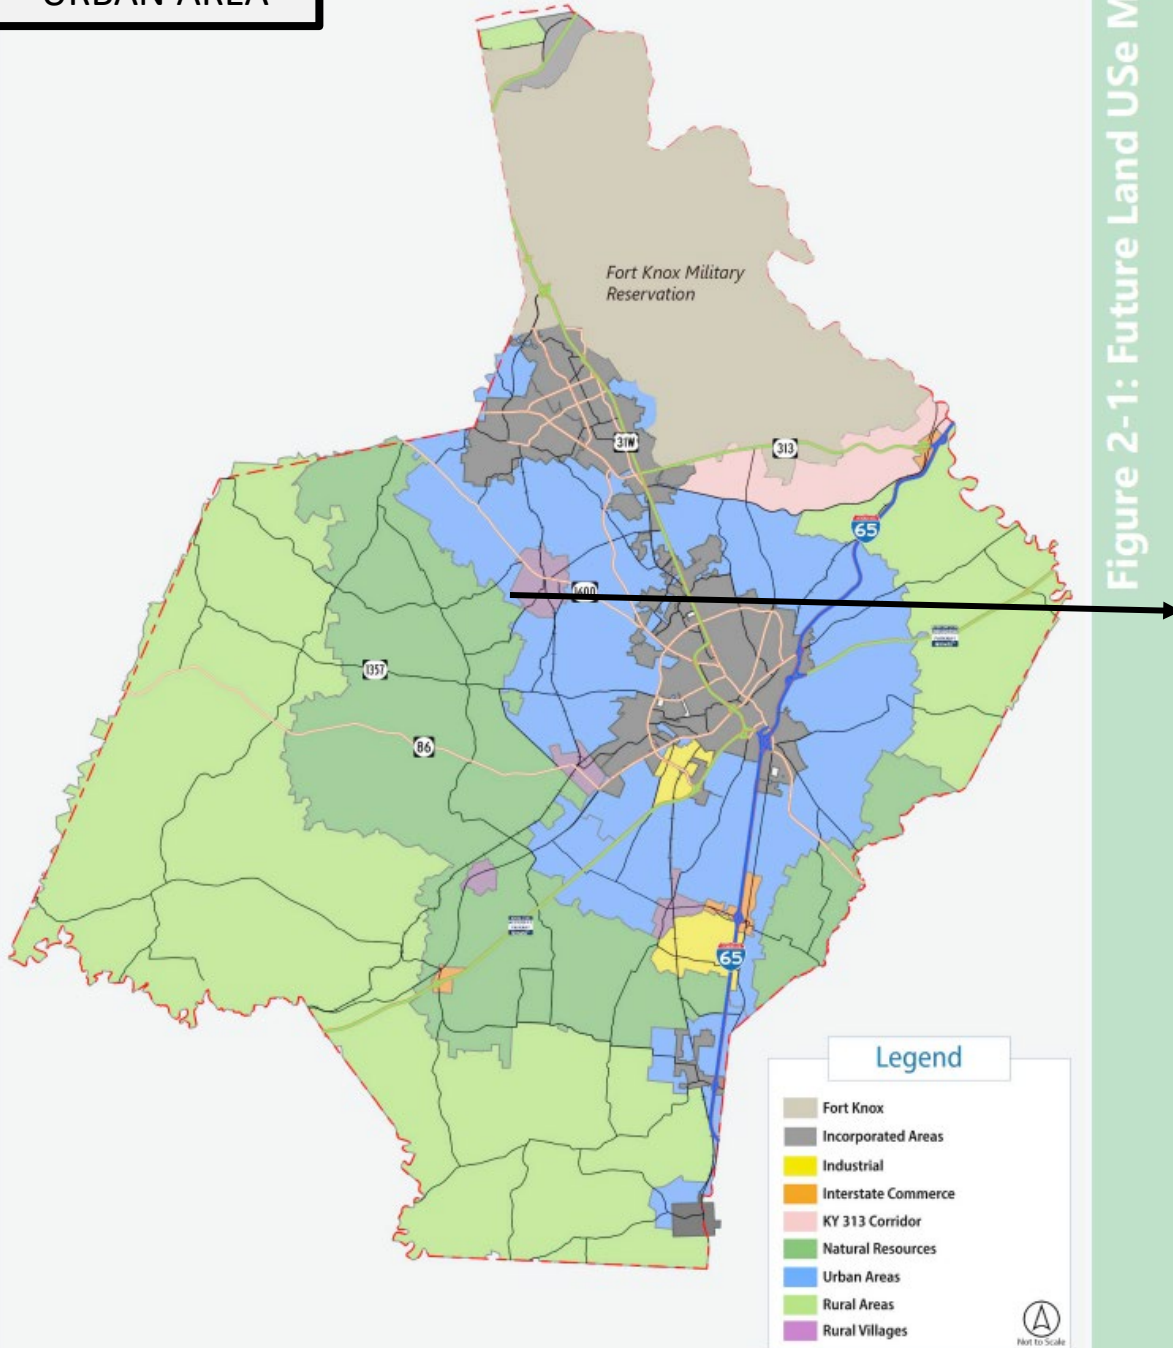 URBAN AREA
Figure 2-1: Future Land USe M
Fort Knox Military
Reservation
31W
313
65
1600
1357
86
65
Legend
Fort Knox
Incorporated Areas
Industrial
Interstate Commerce
KY 313 Corridor
Natural Resources
Urban Areas
Rural Areas
Rural Villages
Not to Scale